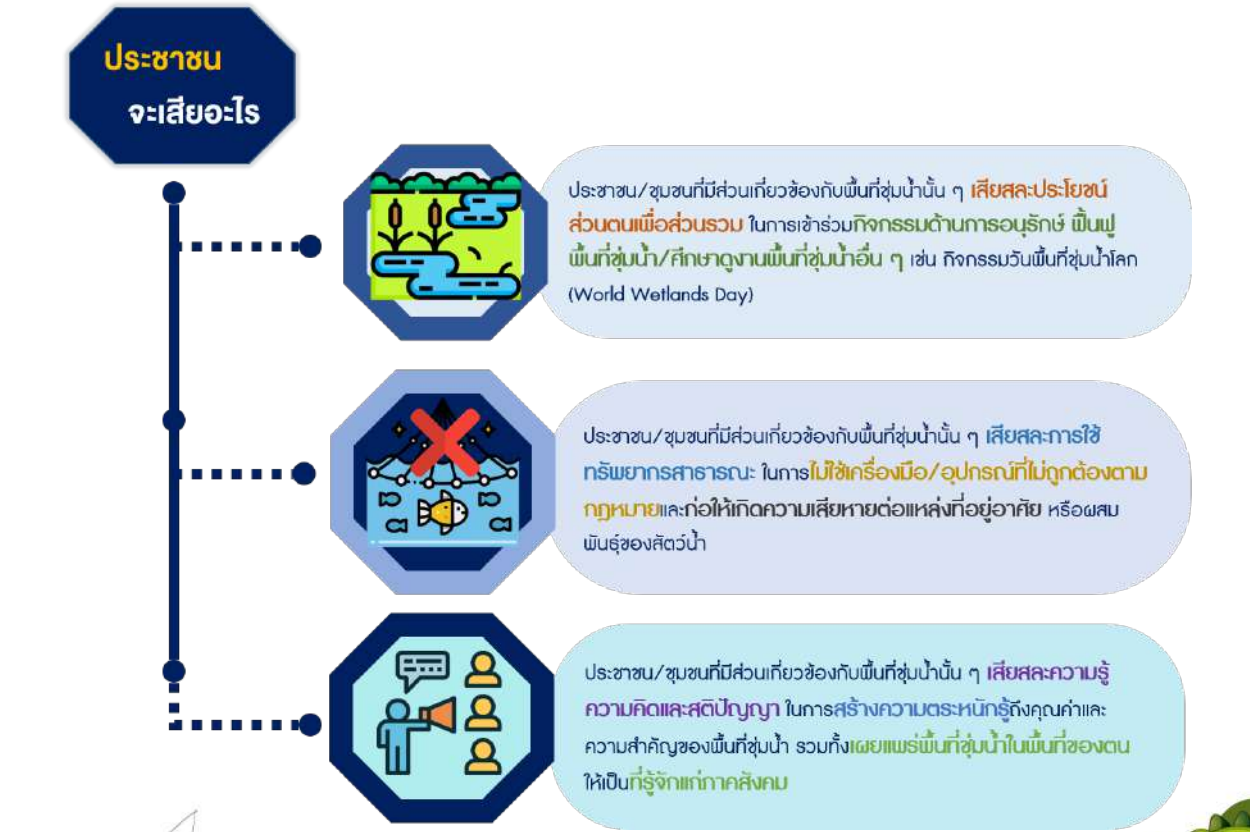 ประชาชน
จะเสียอะไร
ประชาชน/ชุมชนที่มีส่วนเกี่ยวข้องกับพื้นที่ชุ่มน้ำนั้น ๆ เสียสละประโยชน์
ส่วนตนเพื่อส่วนรวม ในการเข้าร่วมกิจกรรมด้านการอนุรักษ์ ฟื้นฟู
พื้นที่ชุ่มน้ำ/ศึกษาดูงานพื้นที่ชุ่มน้ำอื่น ๆ เช่น กิจกรรมวันพื้นที่ชุ่มน้ำโลก
(World Wetlands Day)
ประชาชน/ชุมชนที่มีส่วนเกี่ยวข้องกับพื้นที่ชุ่มน้ำนั้น ๆ เสียสละการใช้
ทรัพยากรสาธารณะ ในการไม่ใช้เครื่องมือ/อุปกรณ์ที่ไม่ถูกต้องตาม
กฎหมายและก่อให้เกิดความเสียหายต่อแหล่งที่อยู่อาศัย หรือผสม
พันธุ์ของสัตว์น้ำ
ประชาชน/ชุมชนที่มีส่วนเกี่ยวข้องกับพื้นที่ชุ่มน้ำนั้น ๆ เสียสละความรู้
ความคิดและสติปัญญา ในการสร้างความตระหนักรู้ถึงคุณค่าและ
ความสำคัญของพื้นที่ชุ่มน้ำ รวมทั้งเผยแพร่พื้นที่ชุ่มน้ำในพื้นที่ของตน
ให้เป็นที่รู้จักแก่ภาคสังคม